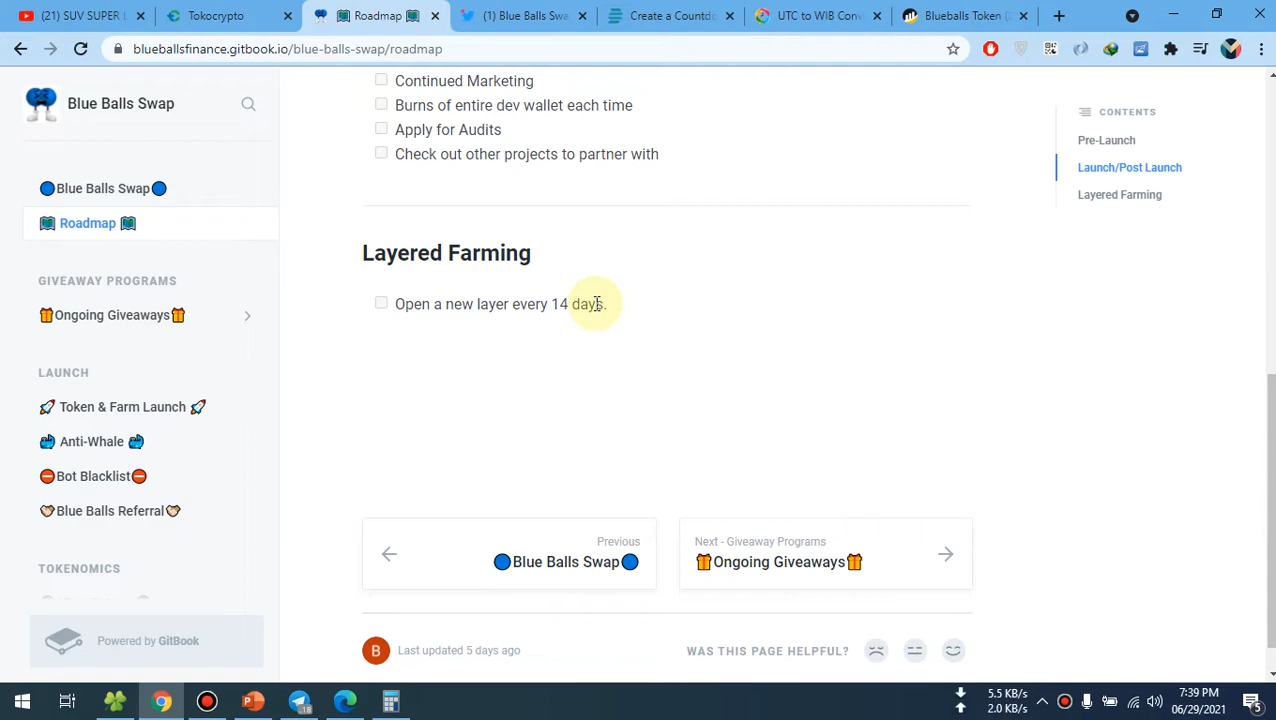 (21) SUV SUPER L
Tokocrypto
Roadmap
(1) Blue Balls Swa
Create a Countdo
UTC to WIB Conv
Blueballs Token (
blueballsfinance.gitbook.io/blue-balls-swap/roadmap
Blue Balls Swap
Blue Balls Swap
Roadmap
GIVEAWAY PROGRAMS
Ongoing Giveaways
LAUNCH
Token & Farm Launch
Anti-Whale
Bot Blacklist
Blue Balls Referral
TOKENOMICS
Powered by GitBook
Continued Marketing
Burns of entire dev wallet each time
Apply for Audits
Check out other projects to partner with
Layered Farming
Open a new layer every 14 days.
Previous
Blue Balls Swap
Next - Giveaway Programs
Ongoing Giveaways
B
Last updated 5 days ago
WAS THIS PAGE HELPFUL?
CONTENTS
Pre-Launch
Launch/Post Launch
Layered Farming
18
5.5 KB/s
2.0 KB/s
7:39 PM
06/29/2021
5